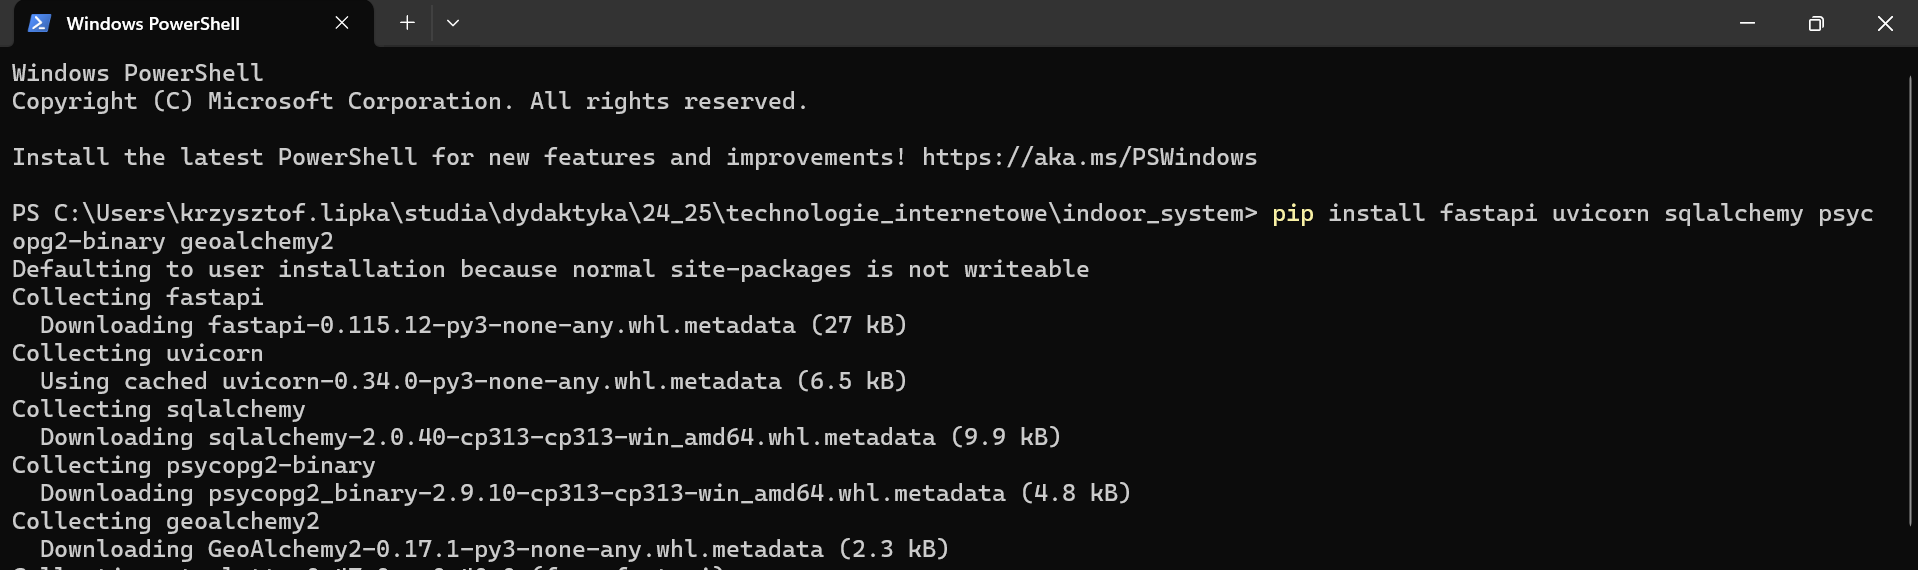 Windows PowerShell
Windows PowerShell
Copyright (C) Microsoft Corporation. All rights reserved.
Install the latest PowerShell for new features and improvements! https://aka.ms/PSWindows
PS C:\Users\krzysztof.lipka\studia\dydaktyka\24_25\technologie_internetowe\indoor_system> pip install fastapi uvicorn sqlalchemy psyc
opg2-binary geoalchemy2
Defaulting to user installation because normal site-packages is not writeable
Collecting fastapi
  Downloading fastapi-0.115.12-py3-none-any.whl.metadata (27 kB)
Collecting uvicorn
  Using cached uvicorn-0.34.0-py3-none-any.whl.metadata (6.5 kB)
Collecting sqlalchemy
  Downloading sqlalchemy-2.0.40-cp313-cp313-win_amd64.whl.metadata (9.9 kB)
Collecting psycopg2-binary
  Downloading psycopg2_binary-2.9.10-cp313-cp313-win_amd64.whl.metadata (4.8 kB)
Collecting geoalchemy2
  Downloading GeoAlchemy2-0.17.1-py3-none-any.whl.metadata (2.3 kB)